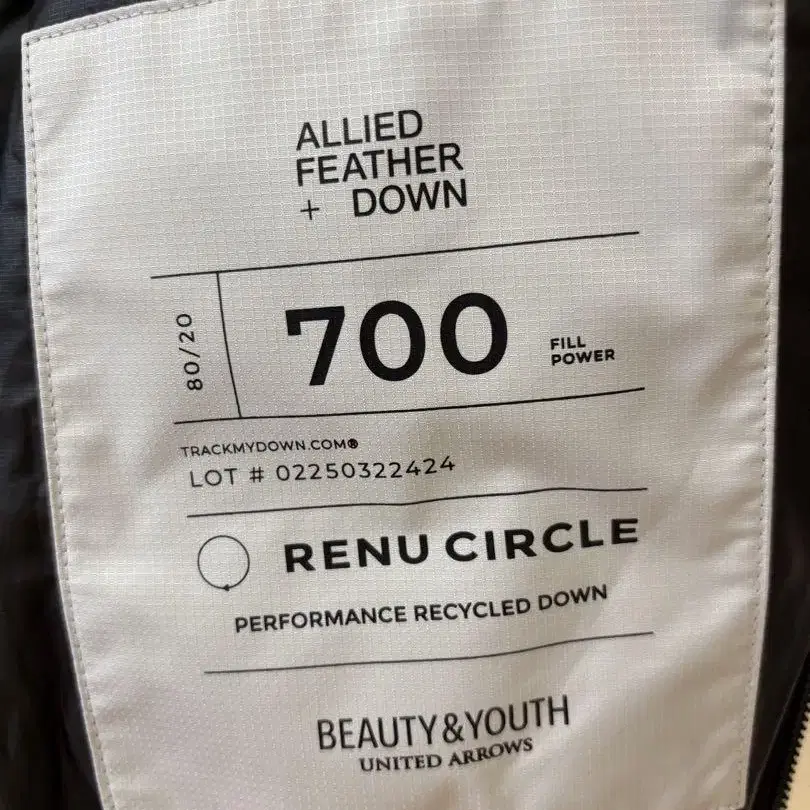 ALLIED
FEATHER
+ DOWN
80/20
700
FILL
POWER
TRACKMYDOWN.COM®
LOT # 02250322424
RENU CIRCLE
PERFORMANCE RECYCLED DOWN
BEAUTY&YOUTH
UNITED ARROWS